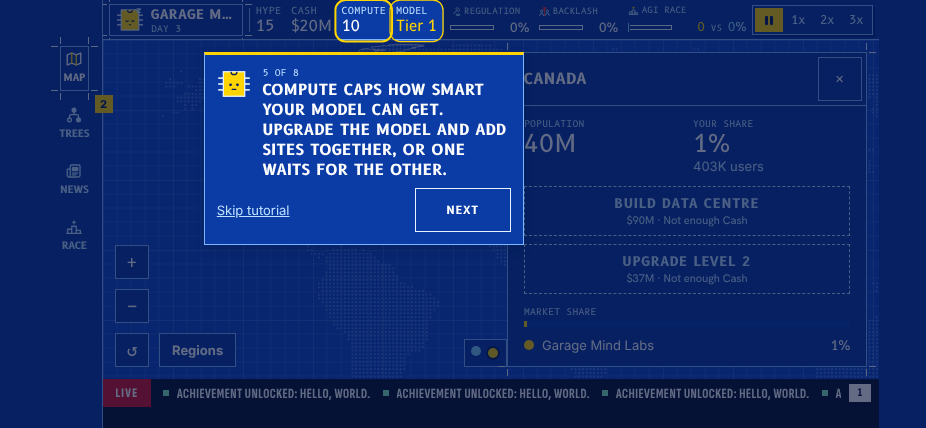 GARAGE M...
DAY 3
HYPE
15
CASH
$20M
COMPUTE
10
MODEL
Tier 1
REGULATION
0%
BACKLASH
0%
AGI RACE
0 VS 0%
1x 2x 3x
MAP
2
TREES
NEWS
RACE
5 OF 8
COMPUTE CAPS HOW SMART
YOUR MODEL CAN GET.
UPGRADE THE MODEL AND ADD
SITES TOGETHER, OR ONE
WAITS FOR THE OTHER.
Skip tutorial
NEXT
CANADA
×
POPULATION
40M
YOUR SHARE
1%
403K users
BUILD DATA CENTRE
$90M · Not enough Cash
UPGRADE LEVEL 2
$37M · Not enough Cash
MARKET SHARE
Garage Mind Labs 1%
+
−
↺
Regions
LIVE
ACHIEVEMENT UNLOCKED: HELLO, WORLD. ACHIEVEMENT UNLOCKED: HELLO, WORLD. ACHIEVEMENT UNLOCKED: HELLO, WORLD. A
1